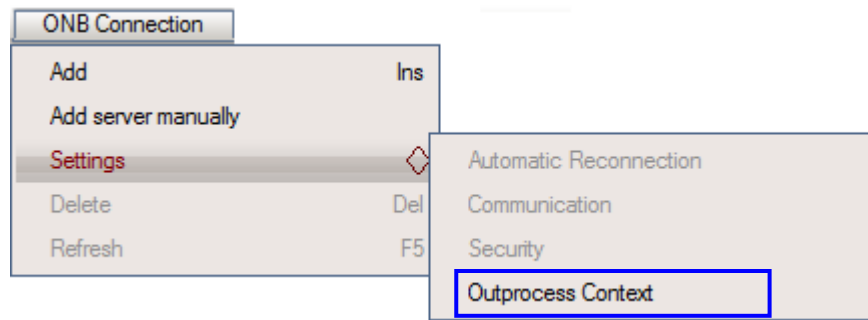 ONB Connection
Add Ins
Add server manually
Settings
Delete Del
Refresh F5
Automatic Reconnection
Communication
Security
Outprocess Context